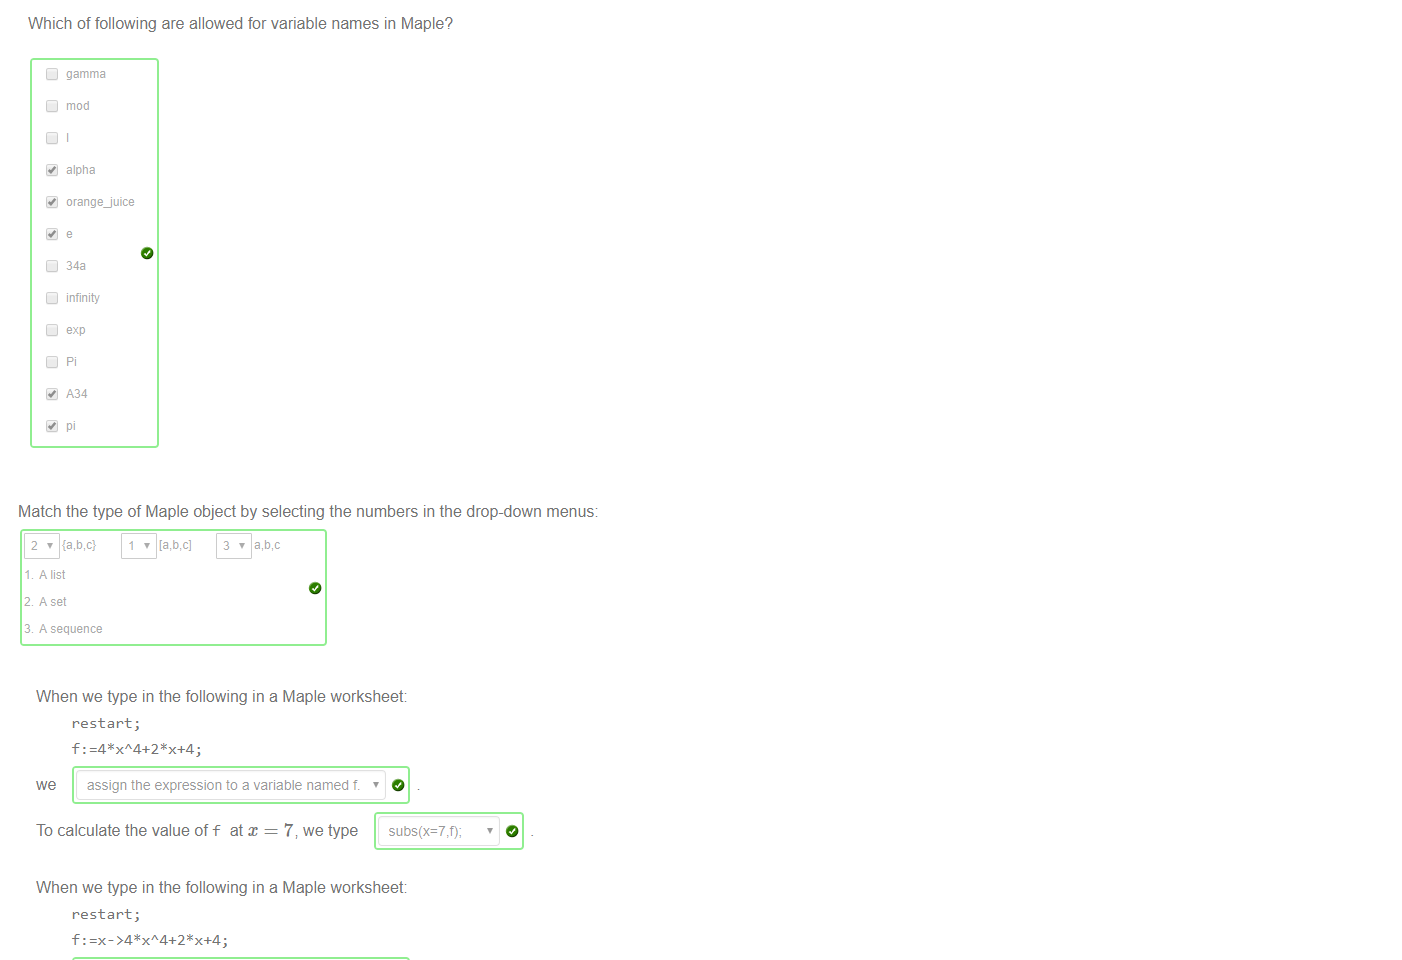 Which of following are allowed for variable names in Maple?
gamma
mod
I
alpha
orange_juice
e
34a
infinity
exp
Pi
A34
pi
Match the type of Maple object by selecting the numbers in the drop-down menus:
2 {a,b,c} 1 [a,b,c] 3 a,b,c
1. A list
2. A set
3. A sequence
When we type in the following in a Maple worksheet:
restart;
f:=4*x^4+2*x+4;
we assign the expression to a variable named f. .
To calculate the value of f at x = 7, we type subs(x=7,f); .
When we type in the following in a Maple worksheet:
restart;
f:=x->4*x^4+2*x+4;